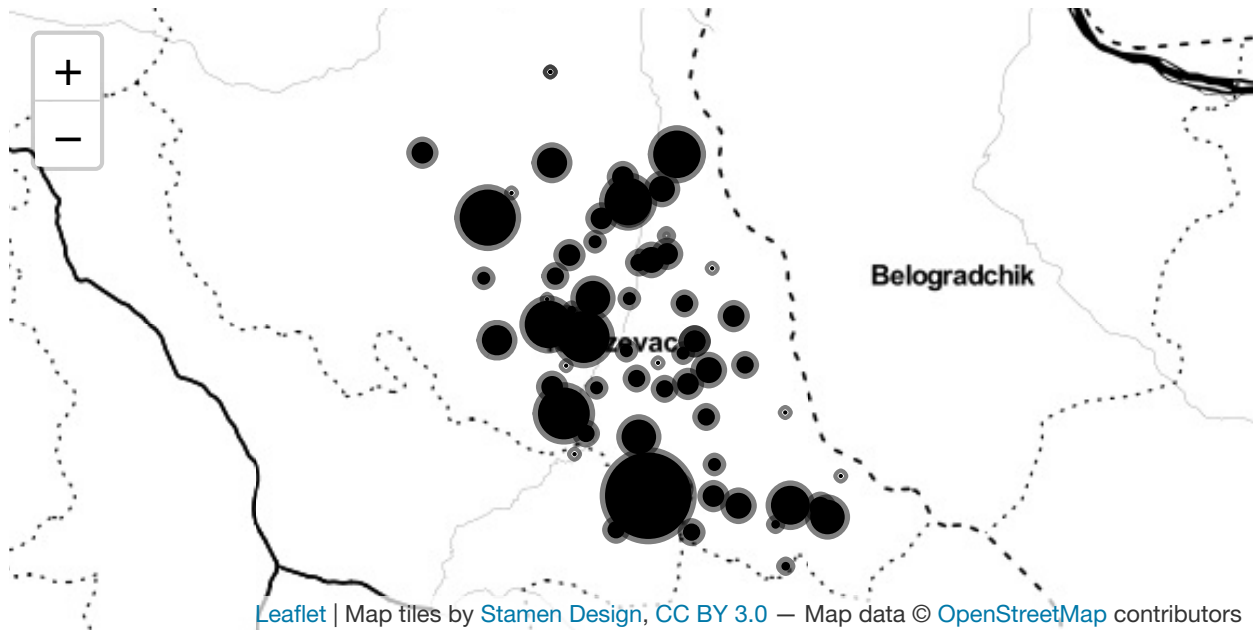 +
−
Belogradchik
Leaflet | Map tiles by Stamen Design, CC BY 3.0 — Map data © OpenStreetMap contributors